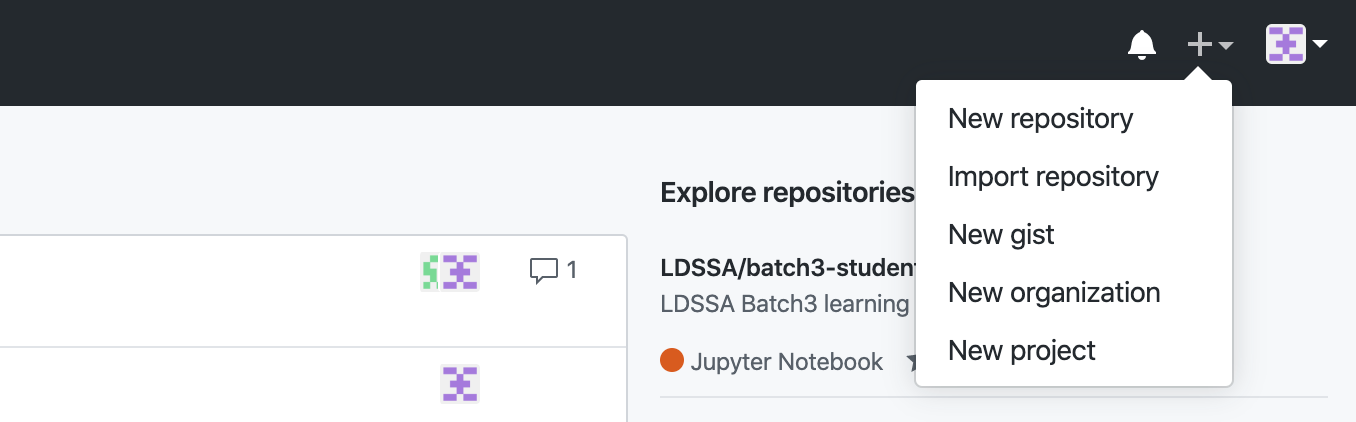 New repository
Import repository
New gist
New organization
New project
1
Explore repositories
LDSSA/batch3-studen
LDSSA Batch3 learning
Jupyter Notebook